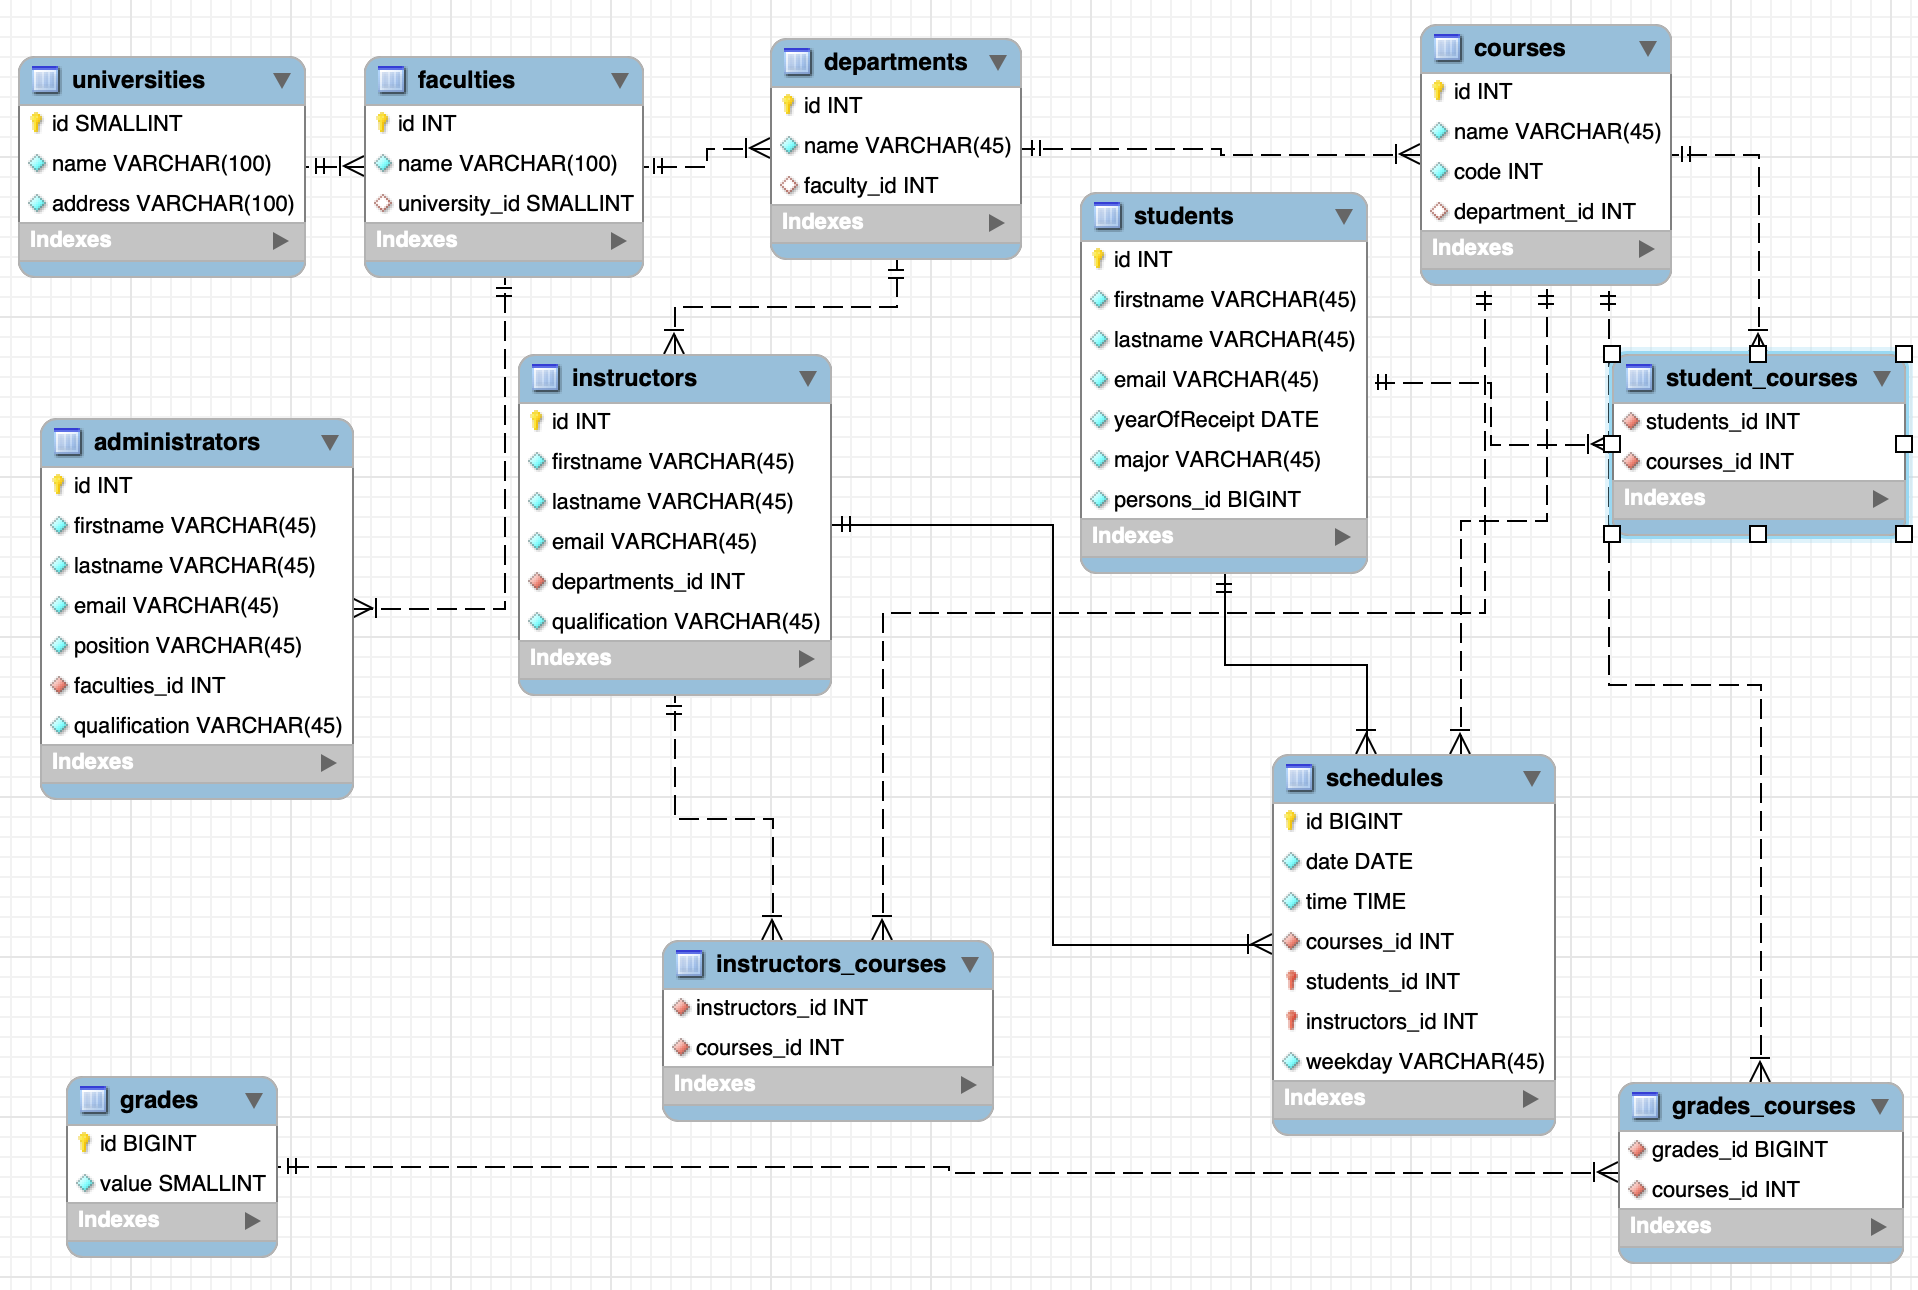 universities
id SMALLINT
name VARCHAR(100)
address VARCHAR(100)
Indexes
faculties
id INT
name VARCHAR(100)
university_id SMALLINT
Indexes
departments
id INT
name VARCHAR(45)
faculty_id INT
Indexes
courses
id INT
name VARCHAR(45)
code INT
department_id INT
Indexes
students
id INT
firstname VARCHAR(45)
lastname VARCHAR(45)
email VARCHAR(45)
yearOfReceipt DATE
major VARCHAR(45)
persons_id BIGINT
Indexes
student_courses
students_id INT
courses_id INT
Indexes
instructors
id INT
firstname VARCHAR(45)
lastname VARCHAR(45)
email VARCHAR(45)
departments_id INT
qualification VARCHAR(45)
Indexes
administrators
id INT
firstname VARCHAR(45)
lastname VARCHAR(45)
email VARCHAR(45)
position VARCHAR(45)
faculties_id INT
qualification VARCHAR(45)
Indexes
schedules
id BIGINT
date DATE
time TIME
courses_id INT
students_id INT
instructors_id INT
weekday VARCHAR(45)
Indexes
instructors_courses
instructors_id INT
courses_id INT
Indexes
grades
id BIGINT
value SMALLINT
Indexes
grades_courses
grades_id BIGINT
courses_id INT
Indexes